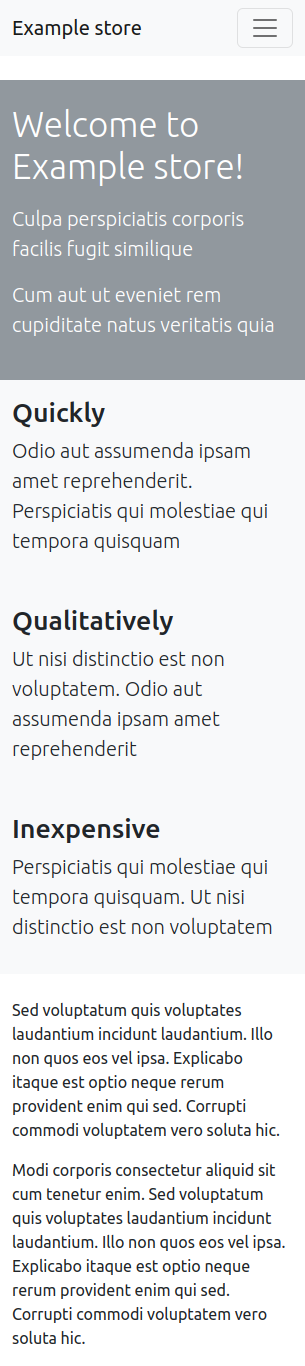 Example store
Welcome to
Example store!
Culpa perspiciatis corporis
facilis fugit similique
Cum aut ut eveniet rem
cupiditate natus veritatis quia
Quickly
Odio aut assumenda ipsam
amet reprehenderit.
Perspiciatis qui molestiae qui
tempora quisquam
Qualitatively
Ut nisi distinctio est non
voluptatem. Odio aut
assumenda ipsam amet
reprehenderit
Inexpensive
Perspiciatis qui molestiae qui
tempora quisquam. Ut nisi
distinctio est non voluptatem
Sed voluptatum quis voluptates
laudantium incidunt laudantium. Illo
non quos eos vel ipsa. Explicabo
itaque est optio neque rerum
provident enim qui sed. Corrupti
commodi voluptatem vero soluta hic.
Modi corporis consectetur aliquid sit
cum tenetur enim. Sed voluptatum
quis voluptates laudantium incidunt
laudantium. Illo non quos eos vel ipsa.
Explicabo itaque est optio neque
rerum provident enim qui sed.
Corrupti commodi voluptatem vero
soluta hic.